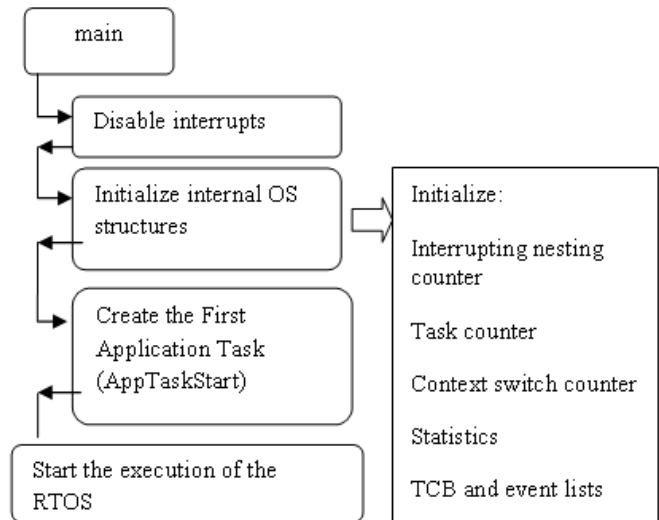 main
Disable interrupts
Initialize internal OS
structures
Create the First
Application Task
(AppTaskStart)
Start the execution of the
RTOS
Initialize:
Interrupting nesting
counter
Task counter
Context switch counter
Statistics
TCB and event lists